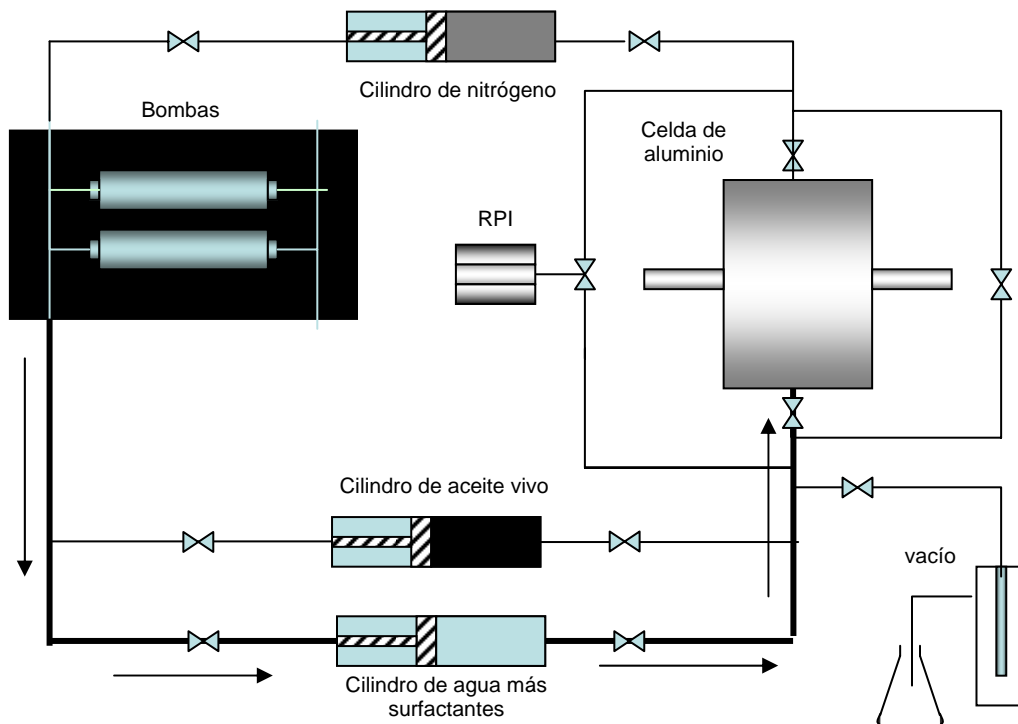 Cilindro de nitrógeno
Bombas
Celda de
aluminio
RPI
Cilindro de aceite vivo
vacío
Cilindro de agua más
surfactantes